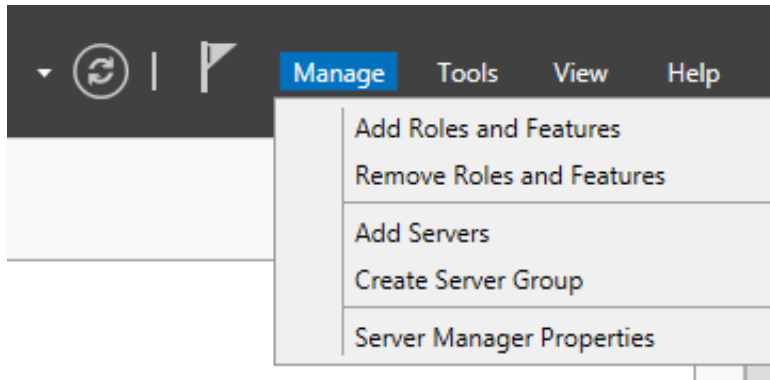 Manage Tools View Help
Add Roles and Features
Remove Roles and Features
Add Servers
Create Server Group
Server Manager Properties